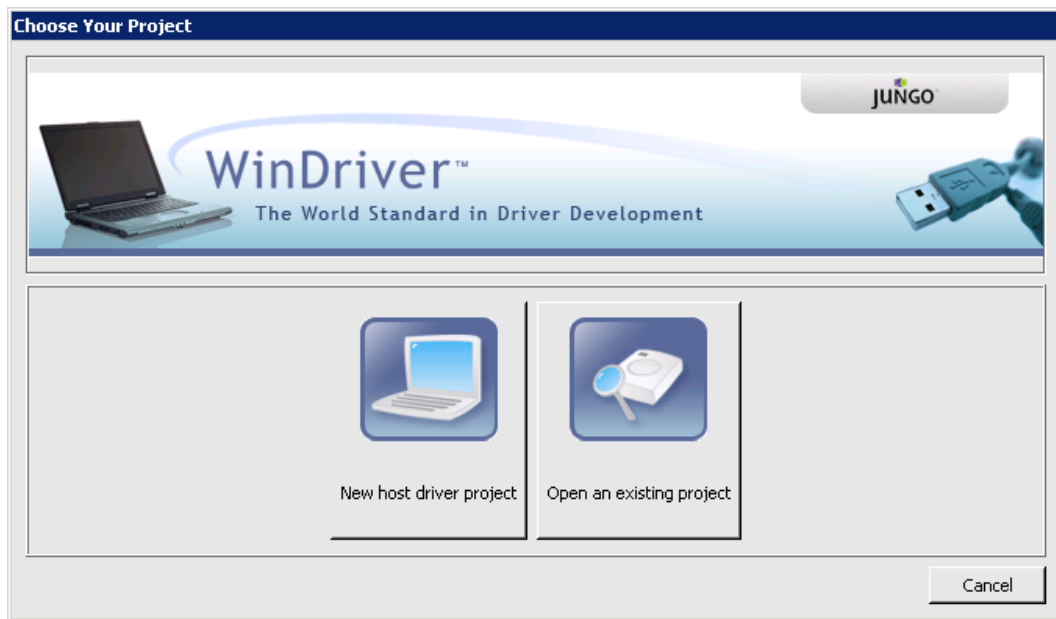 Choose Your Project
JUNGO
WinDriver™
The World Standard in Driver Development
New host driver project
Open an existing project
Cancel